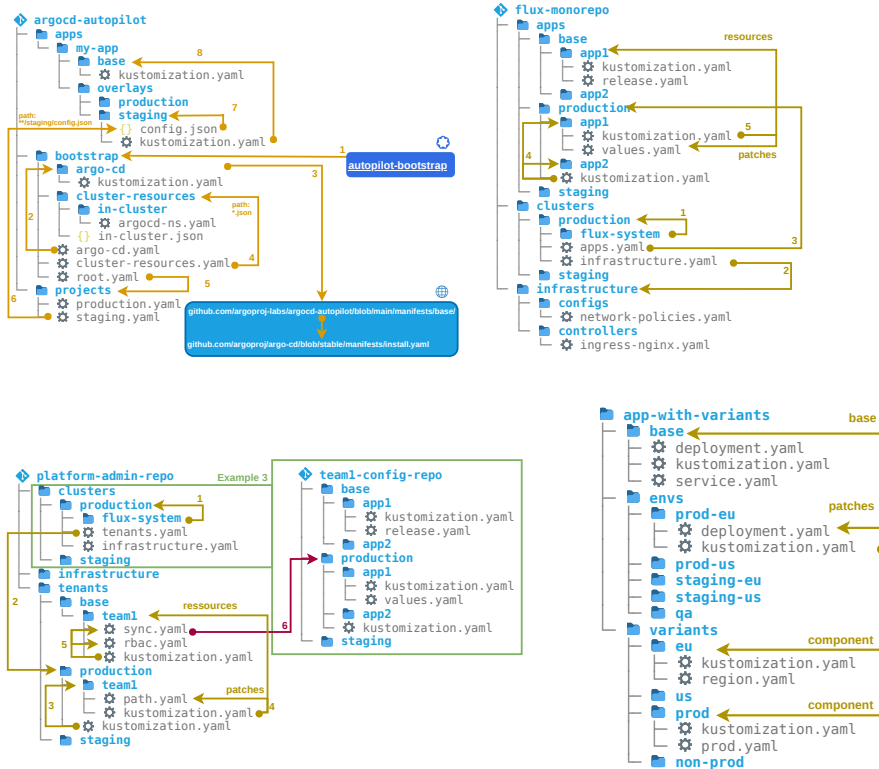 argocd-autopilot
apps
my-app
base
8
kustomization.yaml
overlays
production
staging
7
path:
**/staging/config.json
{} config.json
kustomization.yaml
bootstrap
1
autopilot-bootstrap
argo-cd
3
kustomization.yaml
cluster-resources
path:
*.json
in-cluster
2
argocd-ns.yaml
{} in-cluster.json
argo-cd.yaml
cluster-resources.yaml
4
root.yaml
5
projects
6
production.yaml
staging.yaml
github.com/argoproj-labs/argocd-autopilot/blob/main/manifests/base/
github.com/argoproj/argo-cd/blob/stable/manifests/install.yaml
flux-monorepo
apps
base
resources
app1
kustomization.yaml
release.yaml
app2
production
app1
kustomization.yaml
5
values.yaml
patches
4
app2
kustomization.yaml
staging
clusters
production
1
flux-system
apps.yaml
3
infrastructure.yaml
2
staging
infrastructure
configs
network-policies.yaml
controllers
ingress-nginx.yaml
platform-admin-repo
Example 3
clusters
production
1
flux-system
tenants.yaml
infrastructure.yaml
staging
infrastructure
tenants
2
base
ressources
team1
sync.yaml
6
5
rbac.yaml
kustomization.yaml
production
team1
patches
path.yaml
3
kustomization.yaml
4
kustomization.yaml
staging
team1-config-repo
base
app1
kustomization.yaml
release.yaml
app2
production
app1
kustomization.yaml
values.yaml
app2
kustomization.yaml
staging
app-with-variants
base
base
deployment.yaml
kustomization.yaml
service.yaml
envs
prod-eu
patches
deployment.yaml
kustomization.yaml
prod-us
staging-eu
staging-us
qa
variants
eu
component
kustomization.yaml
region.yaml
us
prod
component
kustomization.yaml
prod.yaml
non-prod